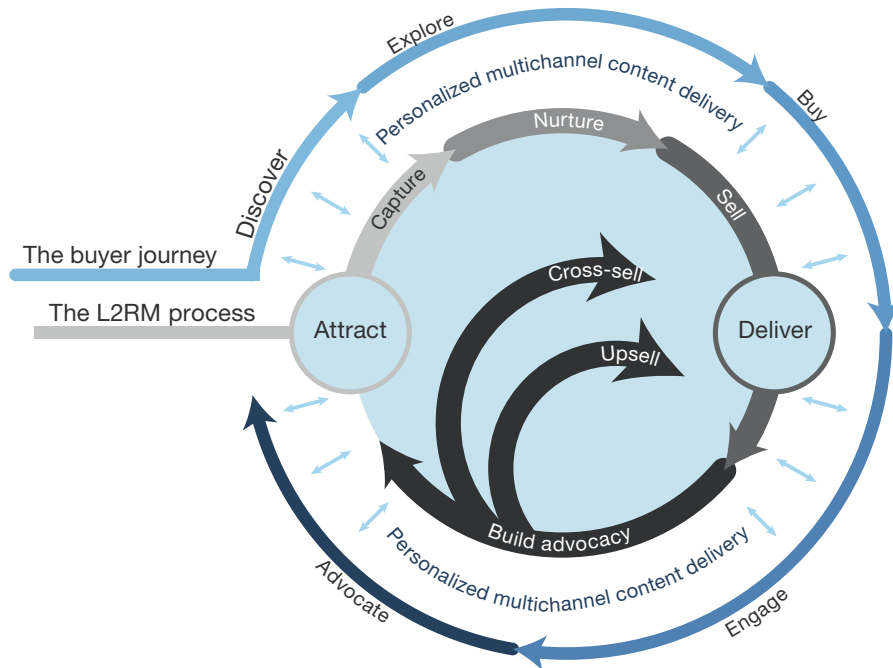 Explore
Personalized multichannel content delivery
Buy
Nurture
Discover
Capture
Sell
The buyer journey
Cross-sell
The L2RM process
Attract
Deliver
Upsell
Build advocacy
Personalized multichannel content delivery
Advocate
Engage